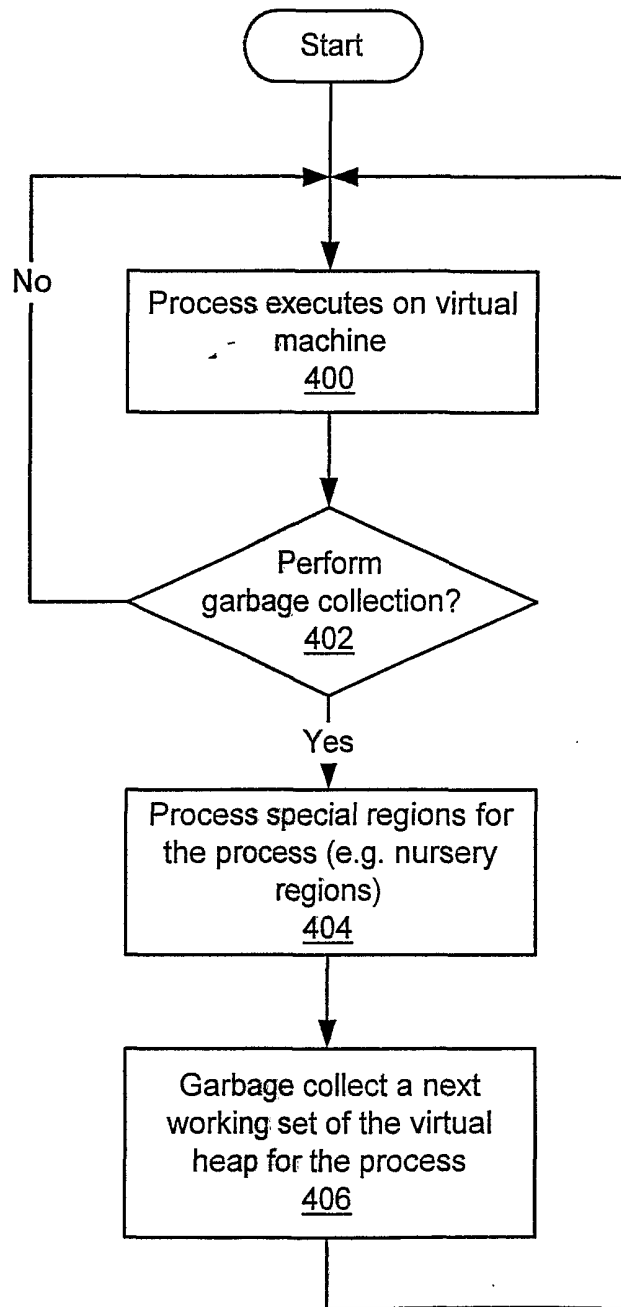 Start
No
Process executes on virtual
machine
400
Perform
garbage collection?
402
Yes
Process special regions for
the process (e.g. nursery
regions)
404
Garbage collect a next
working set of the virtual
heap for the process
406